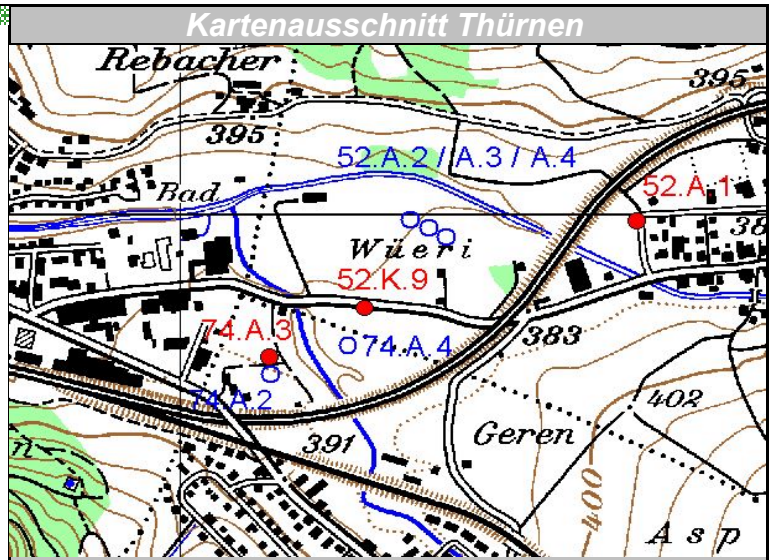 Kartenausschnitt Thürnen
Rebacher
395
395
52.A.2 / A.3 / A.4
52.A.1
Bad
38
Wüeri
52.K.9
74.A.3
74.A.4
383
74.A.2
402
391
Geren
n
400
Asp